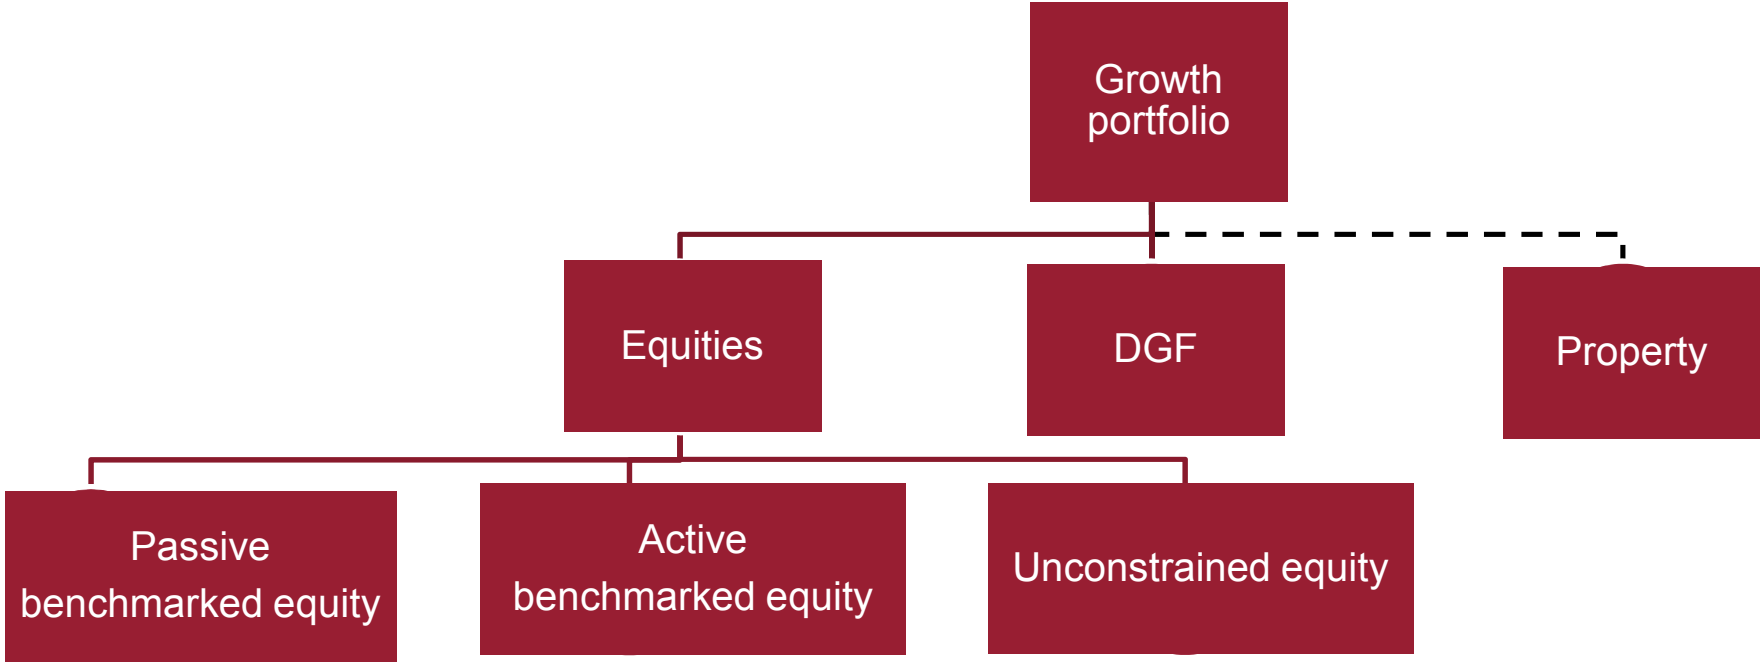 Growth
portfolio
Equities
DGF
Property
Passive
benchmarked equity
Active
benchmarked equity
Unconstrained equity